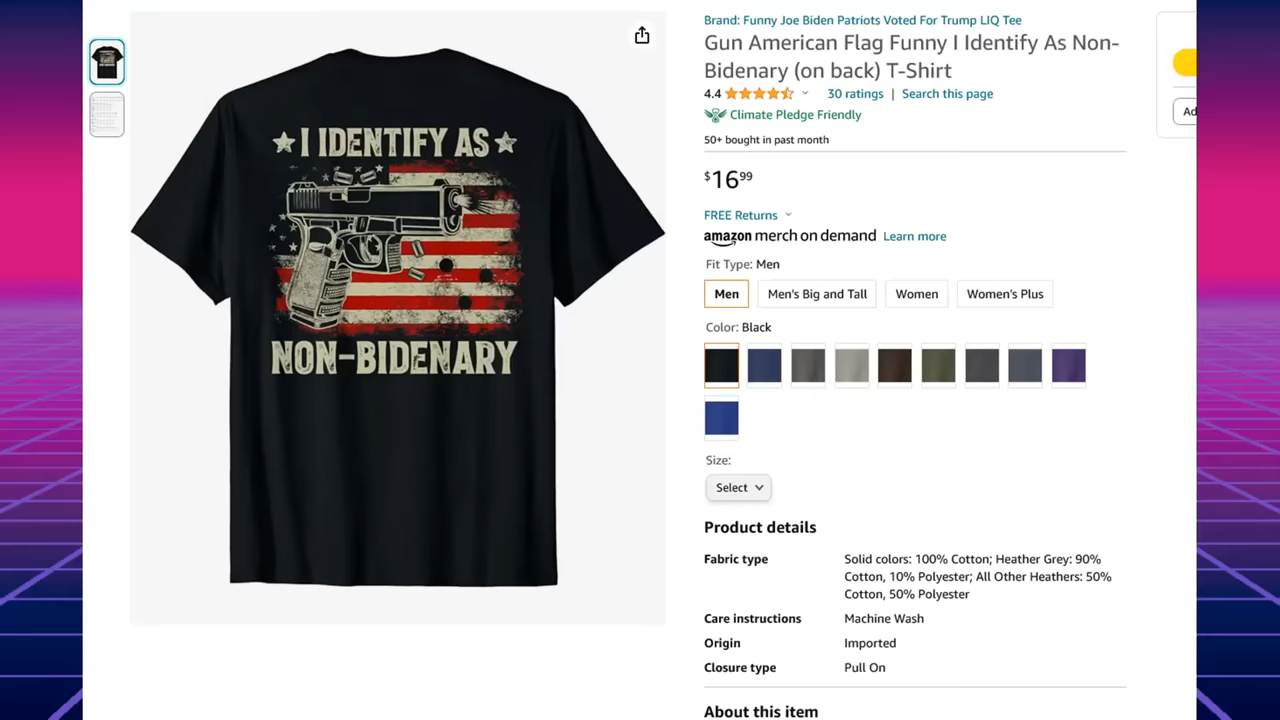 I IDENTIFY AS
NON-BIDENARY
Brand: Funny Joe Biden Patriots Voted For Trump LIQ Tee
Gun American Flag Funny I Identify As Non-
Bidenary (on back) T-Shirt
4.4 30 ratings | Search this page
Climate Pledge Friendly
50+ bought in past month
$1699
FREE Returns
amazon merch on demand Learn more
Fit Type: Men
Men Men's Big and Tall Women Women's Plus
Color: Black
Size:
Select
Product details
Fabric type Solid colors: 100% Cotton; Heather Grey: 90%
Cotton, 10% Polyester; All Other Heathers: 50%
Cotton, 50% Polyester
Care instructions Machine Wash
Origin Imported
Closure type Pull On
About this item
Ad